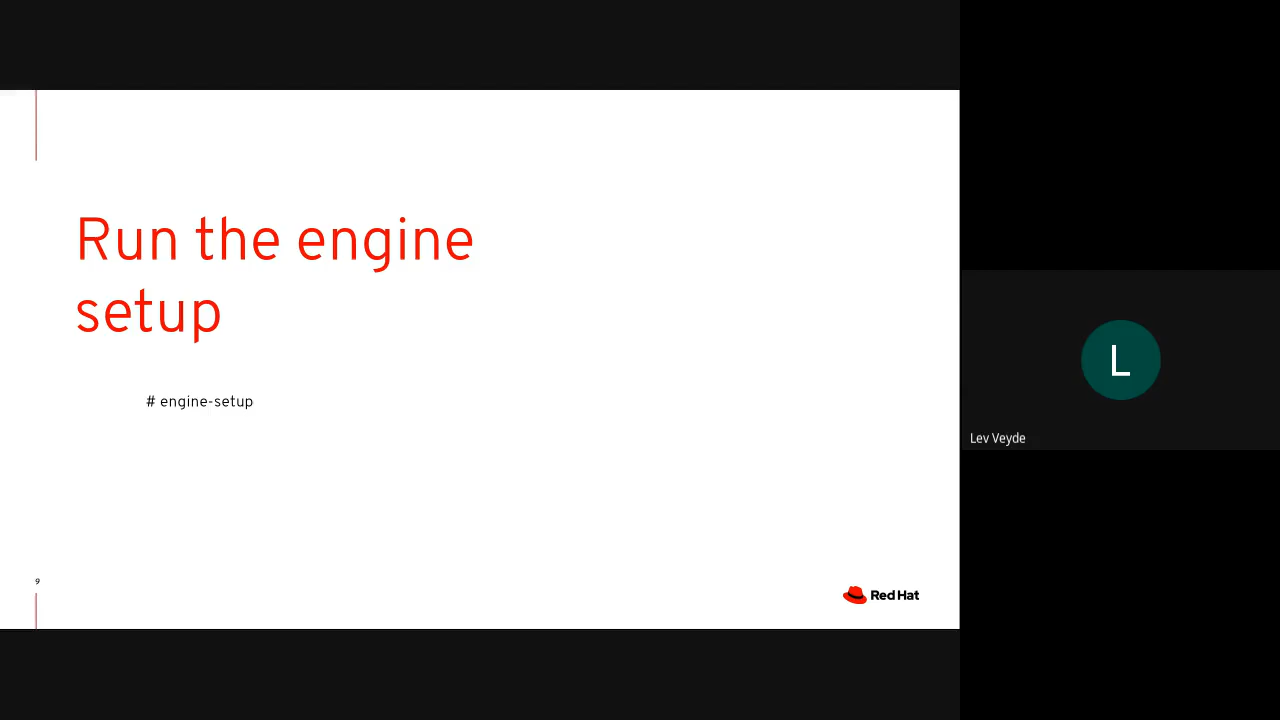 Run the engine
setup
# engine-setup
9
Red Hat
L
Lev Veyde